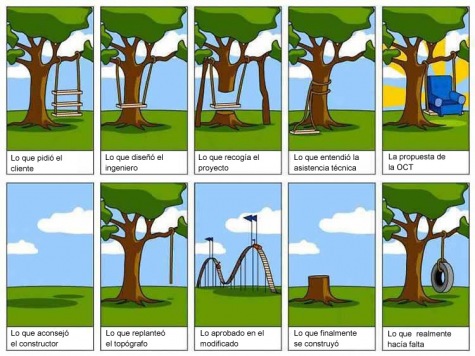 Lo que pidió el
cliente
Lo que diseñó el
ingeniero
Lo que recogía el
proyecto
Lo que entendió la
asistencia técnica
La propuesta de
la OCT
Lo que aconsejó
el constructor
Lo que replanteó
el topógrafo
Lo aprobado en el
modificado
Lo que finalmente
se construyó
Lo que realmente
hacia falta